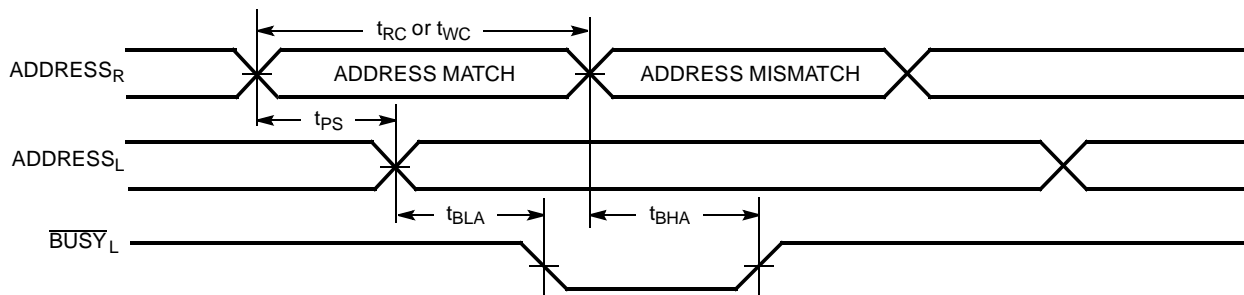 tRC or tWC
ADDRESSR
ADDRESS MATCH
ADDRESS MISMATCH
tPS
ADDRESSL
tBLA
tBHA
BUSYL